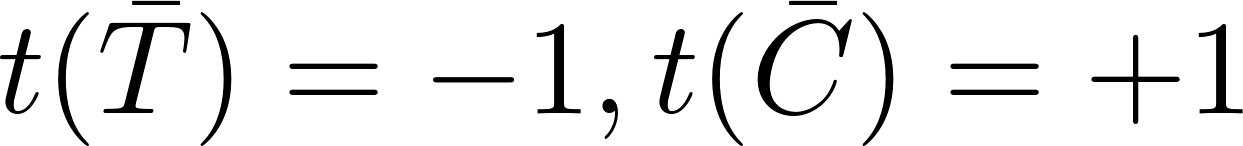 t(T̄) = −1, t(C̄) = +1